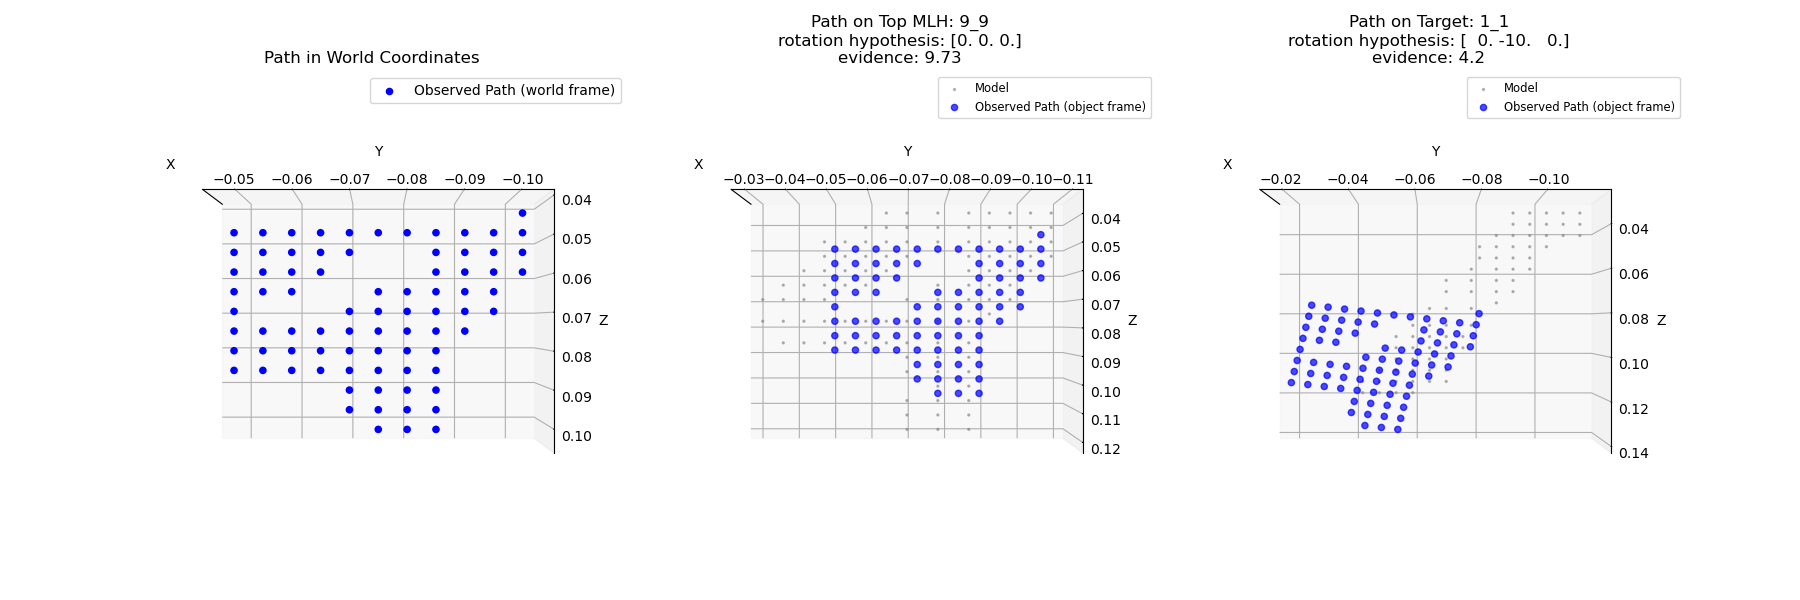 Path in World Coordinates
Observed Path (world frame)
X
Y
−0.05 −0.06 −0.07 −0.08 −0.09 −0.10
0.04
0.05
0.06
0.07
Z
0.08
0.09
0.10
Path on Top MLH: 9_9
rotation hypothesis: [0. 0. 0.]
evidence: 9.73
Model
Observed Path (object frame)
X
Y
−0.03 −0.04 −0.05 −0.06 −0.07 −0.08 −0.09 −0.10 −0.11
0.04
0.05
0.06
0.07
Z
0.08
0.09
0.10
0.11
0.12
Path on Target: 1_1
rotation hypothesis: [  0. -10.   0.]
evidence: 4.2
Model
Observed Path (object frame)
X
Y
−0.02 −0.04 −0.06 −0.08 −0.10
0.04
0.06
0.08
Z
0.10
0.12
0.14